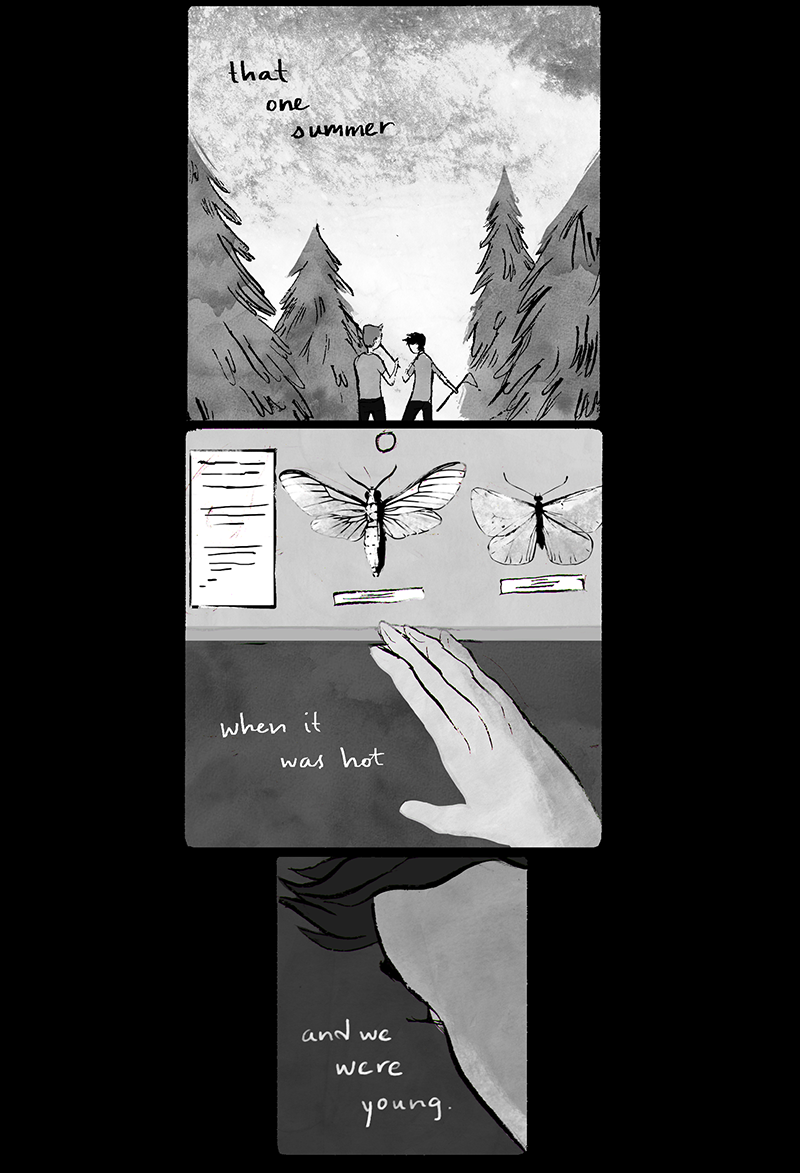 that
one
summer
when it
was hot
and we
were
young.